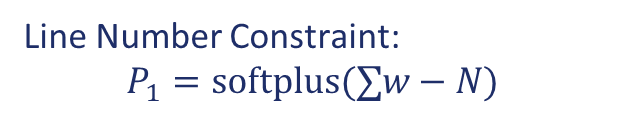 Line Number Constraint:
P₁ = softplus(∑w − N)